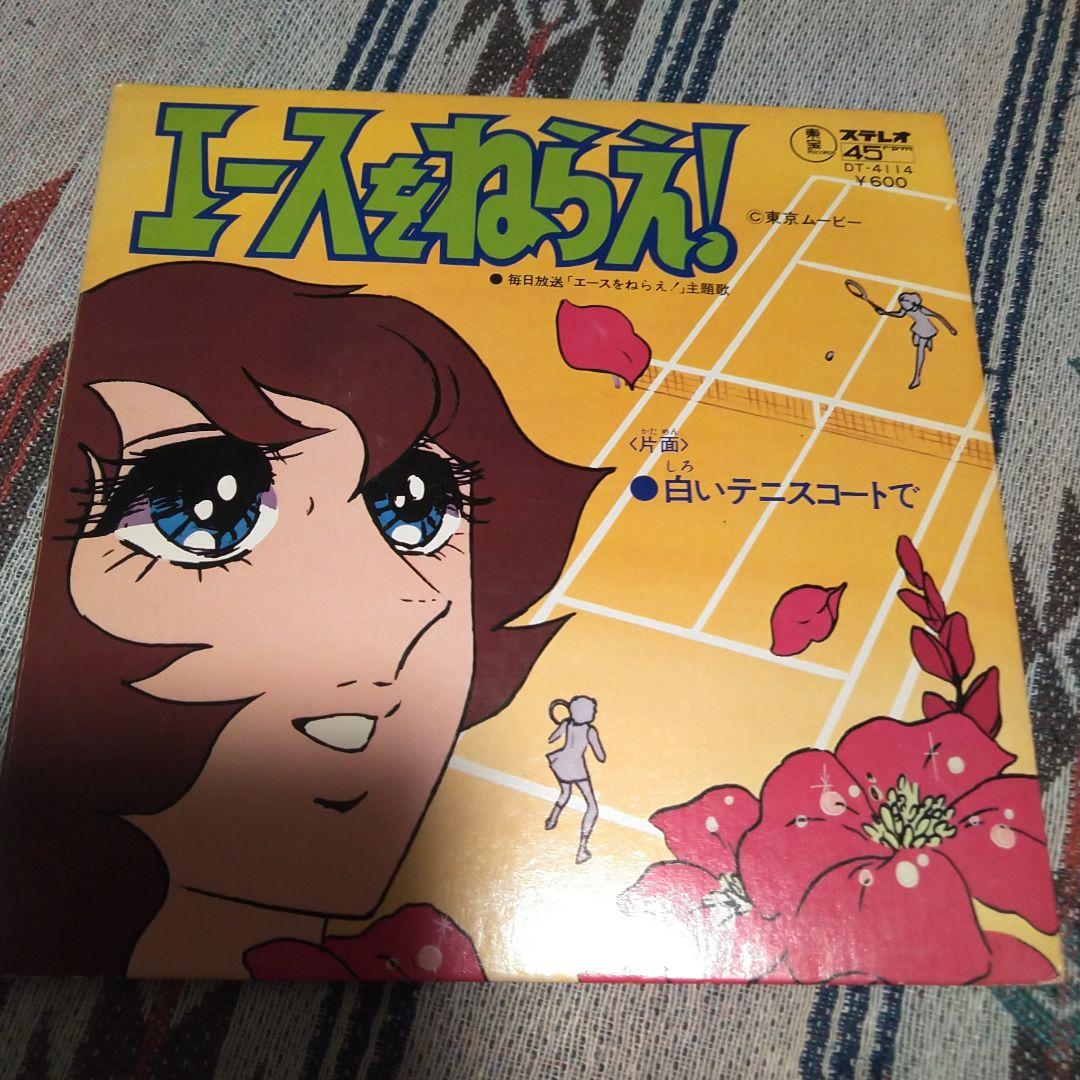 エースをねらえ!
東宝
RECORDS
ステレオ
45rpm
DT-4114
¥600
©東京ムービー
●毎日放送「エースをねらえ!」主題歌
かためん
〈片面〉
しろ
●白いテニスコートで